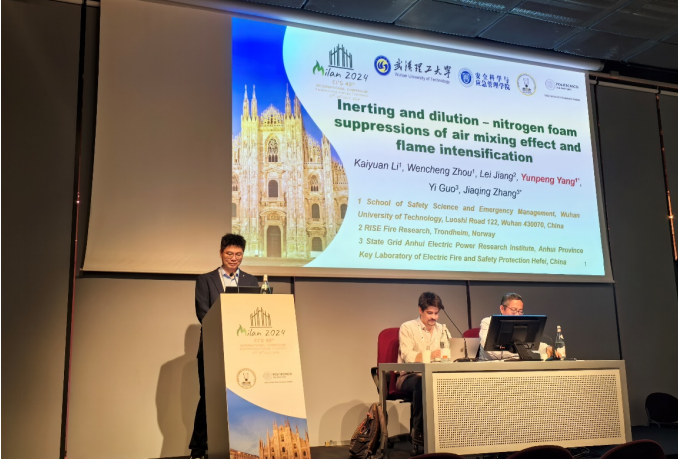 Milan 2024
武汉理工大学
Wuhan University of Technology
安全科学与
应急管理学院
POLITECNICO
Inerting and dilution – nitrogen foam
suppressions of air mixing effect and
flame intensification
Kaiyuan Li¹, Wencheng Zhou¹, Lei Jiang², Yunpeng Yang¹*,
Yi Guo³, Jiaqing Zhang³*
1 School of Safety Science and Emergency Management, Wuhan
University of Technology, Luoshi Road 122, Wuhan 430070, China
2 RISE Fire Research, Trondheim, Norway
3 State Grid Anhui Electric Power Research Institute, Anhui Province
Key Laboratory of Electric Fire and Safety Protection Hefei, China
1
Milan 2024